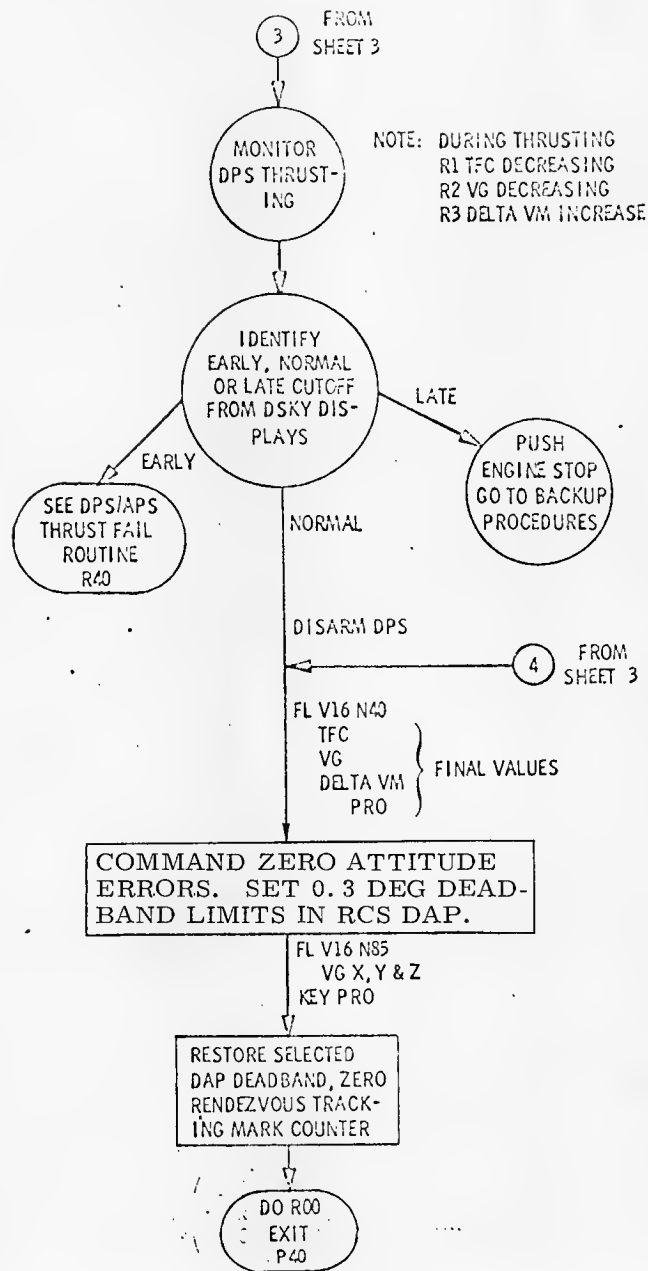 3
FROM
SHEET 3
MONITOR
DPS THRUST-
ING
NOTE: DURING THRUSTING
R1 TFC DECREASING
R2 VG DECREASING
R3 DELTA VM INCREASE
IDENTIFY
EARLY, NORMAL
OR LATE CUTOFF
FROM DSKY DIS-
PLAYS
EARLY
LATE
SEE DPS/APS
THRUST FAIL
ROUTINE
R40
NORMAL
PUSH
ENGINE STOP
GO TO BACKUP
PROCEDURES
DISARM DPS
4
FROM
SHEET 3
FL V16 N40
TFC
VG
DELTA VM
PRO
FINAL VALUES
COMMAND ZERO ATTITUDE
ERRORS. SET 0.3 DEG DEAD-
BAND LIMITS IN RCS DAP.
FL V16 N85
VG X, Y & Z
KEY PRO
RESTORE SELECTED
DAP DEADBAND, ZERO
RENDEZVOUS TRACK-
ING MARK COUNTER
DO R00
EXIT
P40